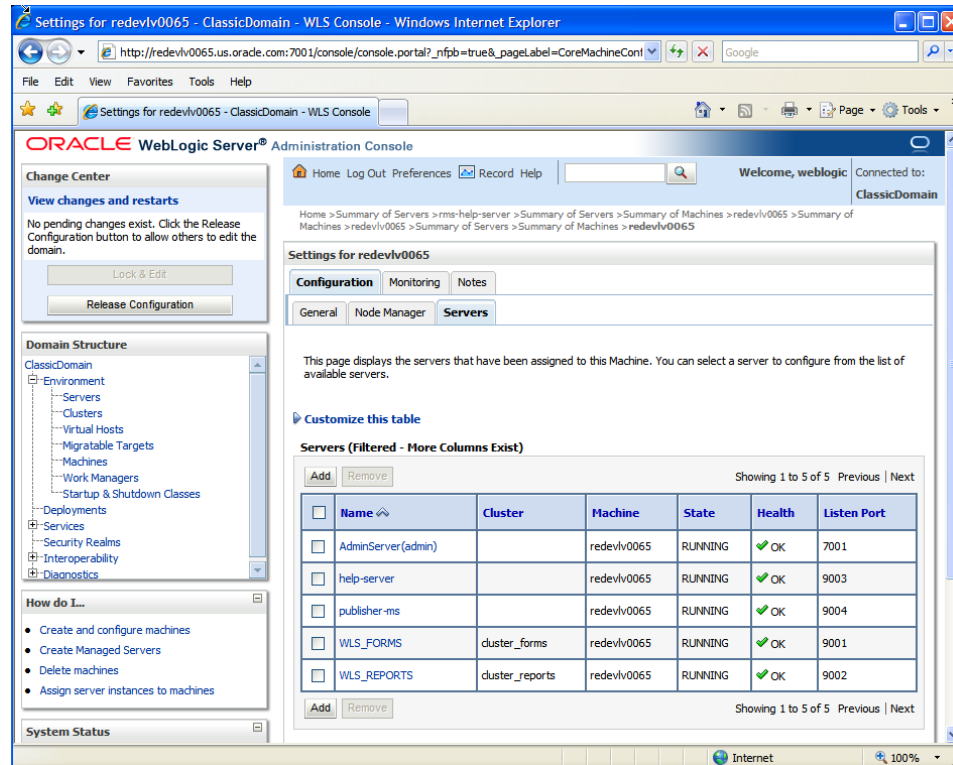 Settings for redevlv0065 - ClassicDomain - WLS Console - Windows Internet Explorer
http://redevlv0065.us.oracle.com:7001/console/console.portal?_nfpb=true&_pageLabel=CoreMachineConf
Google
File Edit View Favorites Tools Help
Settings for redevlv0065 - ClassicDomain - WLS Console
Page Tools
ORACLE WebLogic Server® Administration Console
Change Center
View changes and restarts
No pending changes exist. Click the Release
Configuration button to allow others to edit the
domain.
Lock & Edit
Release Configuration
Domain Structure
ClassicDomain
Environment
Servers
Clusters
Virtual Hosts
Migratable Targets
Machines
Work Managers
Startup & Shutdown Classes
Deployments
Services
Security Realms
Interoperability
Diagnostics
How do I...
Create and configure machines
Create Managed Servers
Delete machines
Assign server instances to machines
System Status
Home Log Out Preferences Record Help
Welcome, weblogic
Connected to:
ClassicDomain
Home >Summary of Servers >rms-help-server >Summary of Servers >Summary of Machines >redevlv0065 >Summary of
Machines >redevlv0065 >Summary of Servers >Summary of Machines >redevlv0065
Settings for redevlv0065
Configuration Monitoring Notes
General Node Manager Servers
This page displays the servers that have been assigned to this Machine. You can select a server to configure from the list of
available servers.
Customize this table
Servers (Filtered - More Columns Exist)
Add Remove Showing 1 to 5 of 5 Previous | Next
Name Cluster Machine State Health Listen Port
AdminServer(admin) redevlv0065 RUNNING OK 7001
help-server redevlv0065 RUNNING OK 9003
publisher-ms redevlv0065 RUNNING OK 9004
WLS_FORMS cluster_forms redevlv0065 RUNNING OK 9001
WLS_REPORTS cluster_reports redevlv0065 RUNNING OK 9002
Add Remove Showing 1 to 5 of 5 Previous | Next
Internet 100%